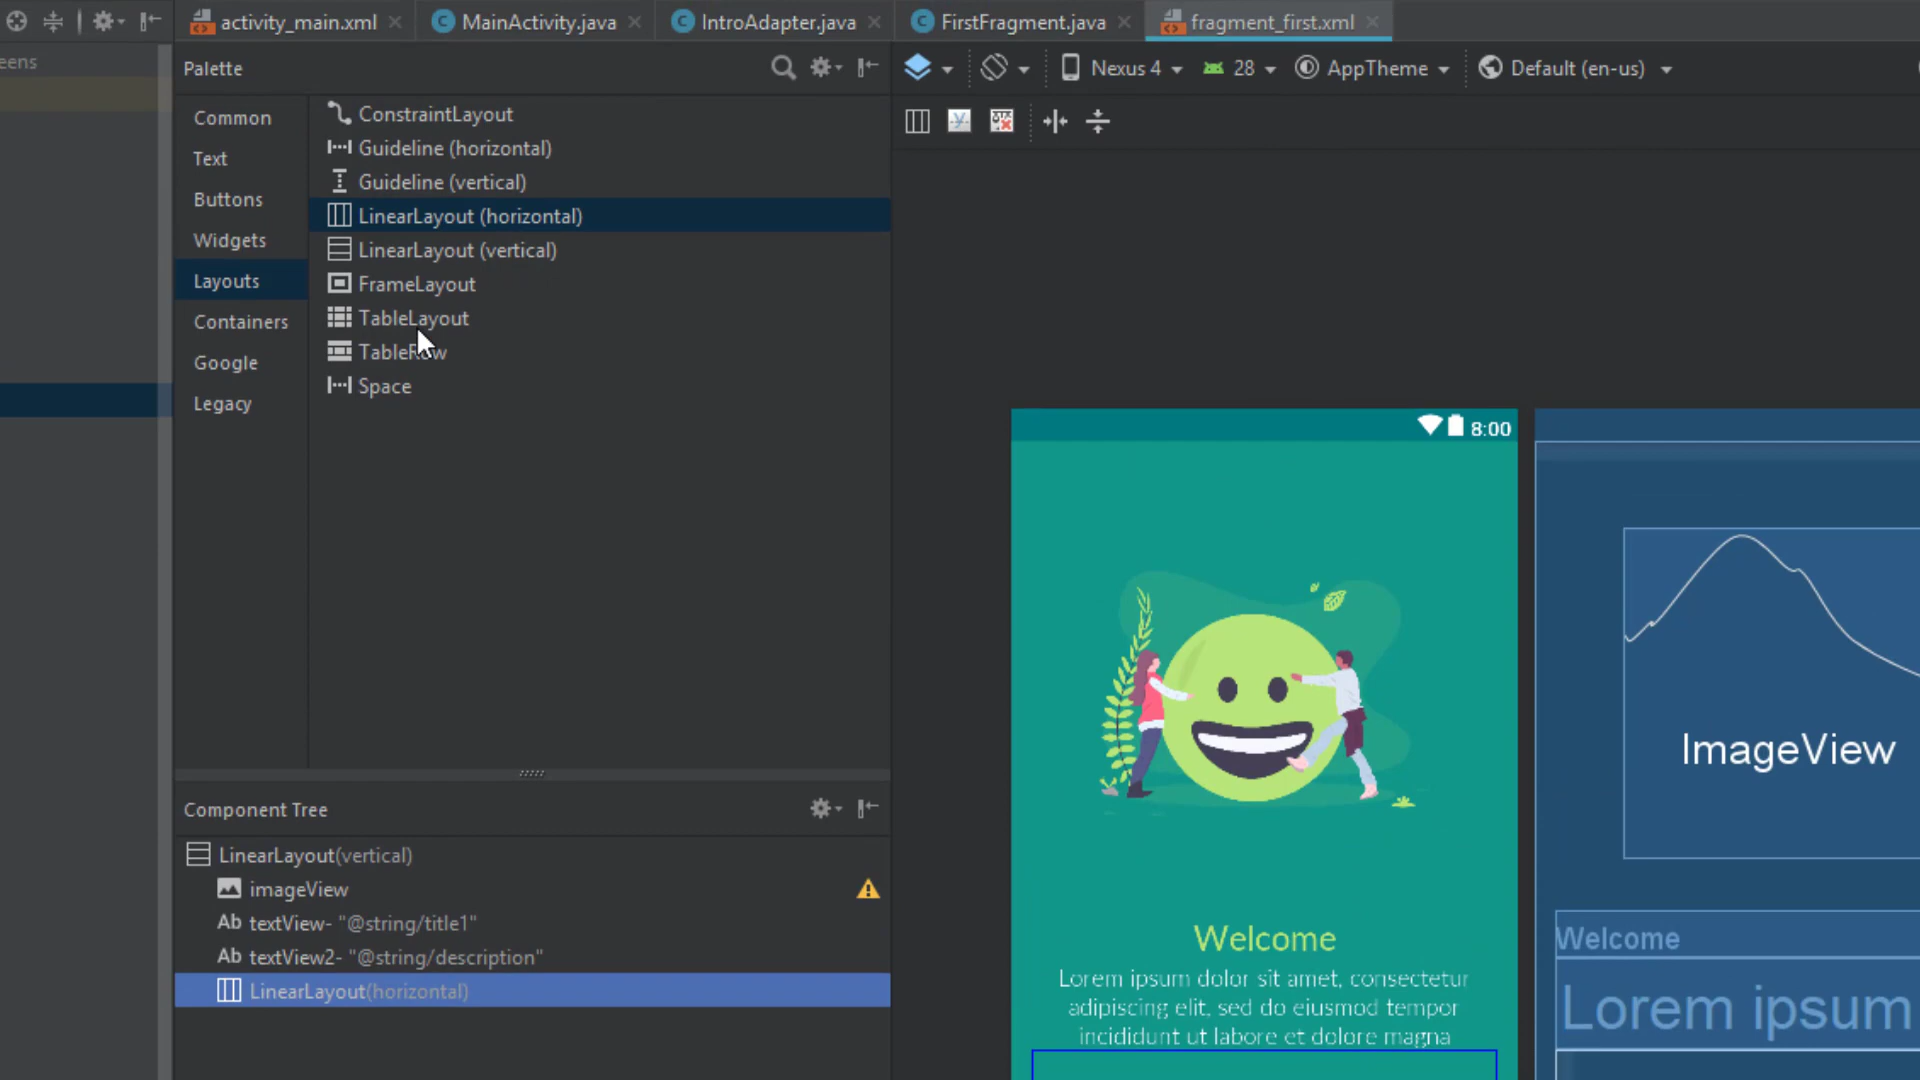 activity_main.xml
MainActivity.java
IntroAdapter.java
FirstFragment.java
fragment_first.xml
eens
Palette
Nexus 4
28
AppTheme
Default (en-us)
Common
Text
Buttons
Widgets
Layouts
Containers
Google
Legacy
ConstraintLayout
Guideline (horizontal)
Guideline (vertical)
LinearLayout (horizontal)
LinearLayout (vertical)
FrameLayout
TableLayout
TableRow
Space
Component Tree
LinearLayout(vertical)
imageView
Ab textView- "@string/title1"
Ab textView2- "@string/description"
LinearLayout(horizontal)
8:00
Welcome
Lorem ipsum dolor sit amet, consectetur
adipiscing elit, sed do eiusmod tempor
incididunt ut labore et dolore magna
ImageView
Welcome
Lorem ipsum